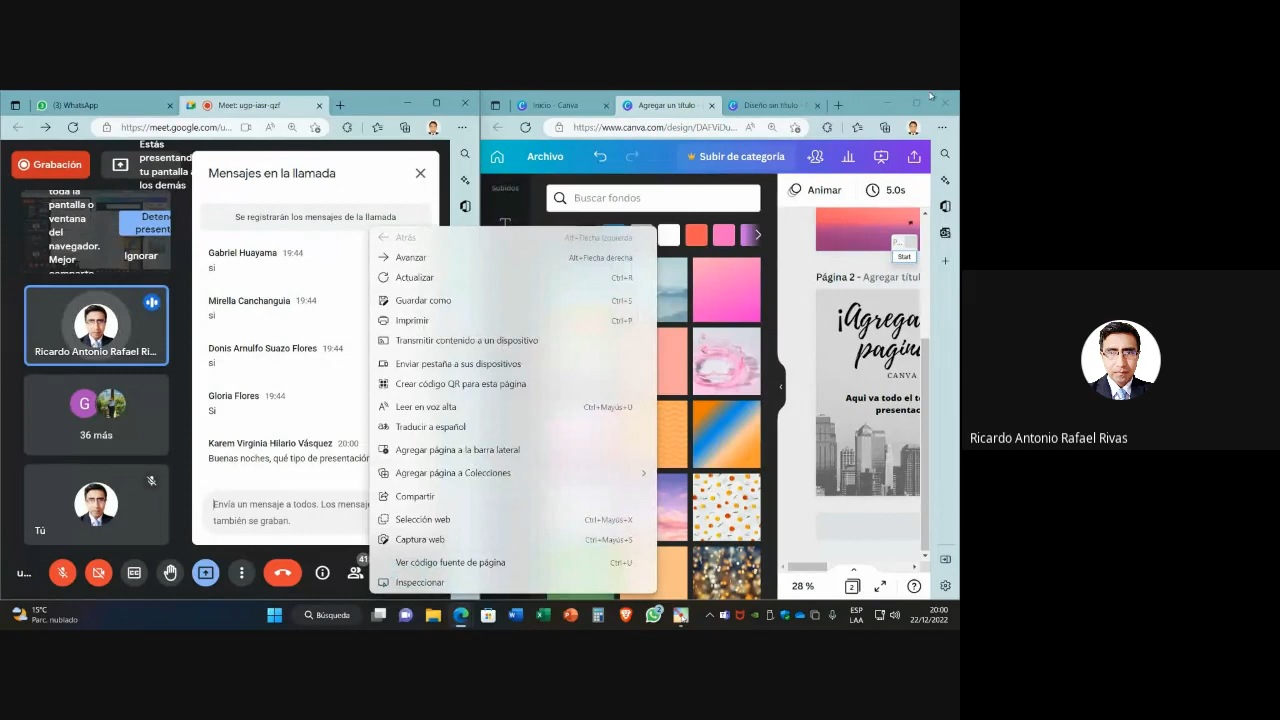 (3) WhatsApp
Meet: ugp-iasr-qzf
https://meet.google.com/u...
Grabación
Estás
presentando
tu pantalla a
los demás
toda la
pantalla o
ventana
del
navegador.
Mejor
Ignorar
Ricardo Antonio Rafael Ri...
G
36 más
Tú
Mensajes en la llamada
Se registrarán los mensajes de la llamada
Gabriel Huayama 19:44
si
Mirella Canchanguia 19:44
si
Donis Arnulfo Suazo Flores 19:44
si
Gloria Flores 19:44
Si
Karem Virginia Hilario Vásquez 20:00
Buenas noches, qué tipo de presentación
Envía un mensaje a todos. Los mensaje
también se graban.
u...
41
Atrás Alt+Flecha izquierda
Avanzar Alt+Flecha derecha
Actualizar Ctrl+R
Guardar como Ctrl+S
Imprimir Ctrl+P
Transmitir contenido a un dispositivo
Enviar pestaña a sus dispositivos
Crear código QR para esta página
Leer en voz alta Ctrl+Mayús+U
Traducir a español
Agregar página a la barra lateral
Agregar página a Colecciones
Compartir
Selección web Ctrl+Mayús+X
Captura web Ctrl+Mayús+S
Ver código fuente de página Ctrl+U
Inspeccionar
Inicio - Canva
Agregar un título -
Diseño sin título -
https://www.canva.com/design/DAFViDu...
Archivo
Subir de categoría
Subidos
Buscar fondos
Animar
5.0s
P...
Start
Página 2 - Agregar títul
¡Agrega
pagin
CANVA
Aqui va todo el t
presentac
28 %
2
15°C
Parc. nublado
Búsqueda
2
ESP
LAA
20:00
22/12/2022
Ricardo Antonio Rafael Rivas